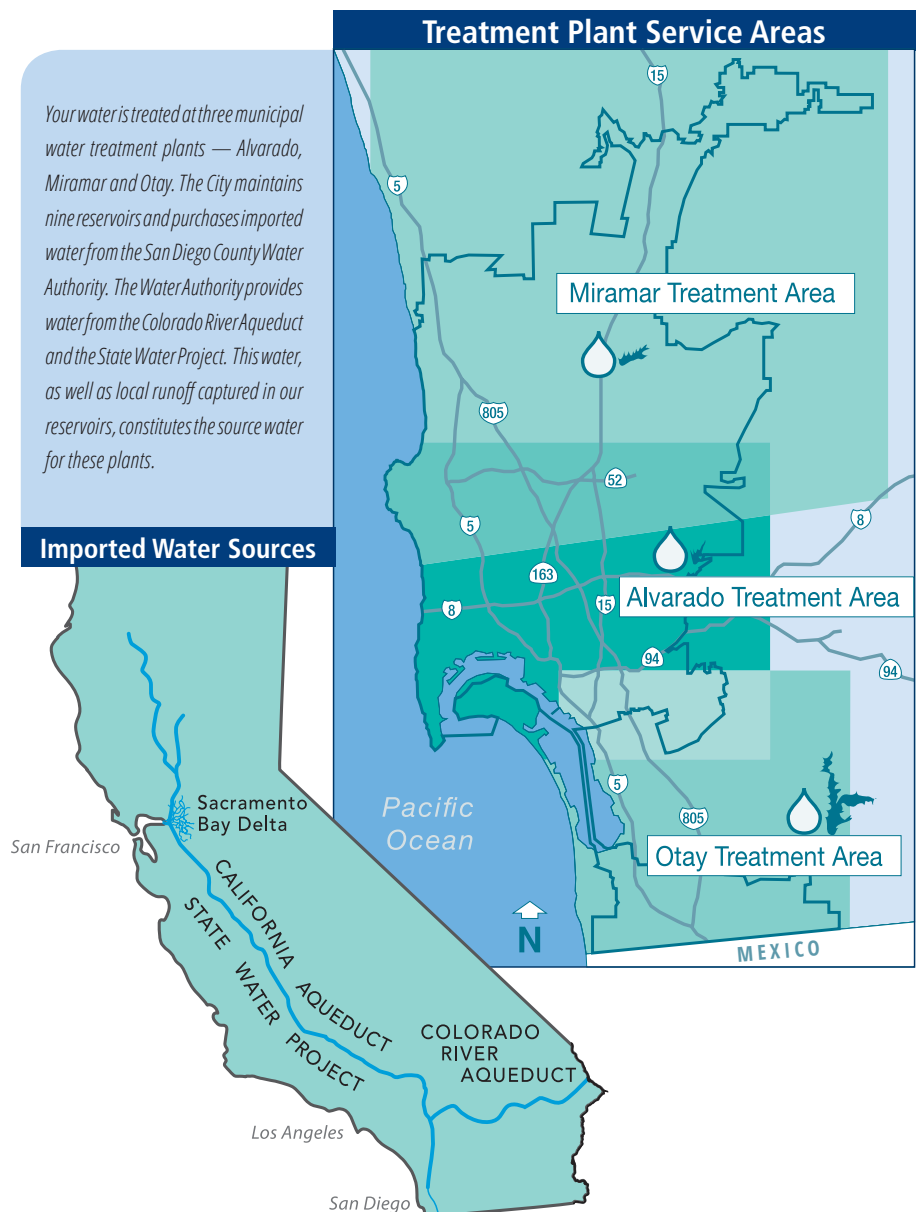 Treatment Plant Service Areas
Your water is treated at three municipal
water treatment plants — Alvarado,
Miramar and Otay. The City maintains
nine reservoirs and purchases imported
water from the San Diego County Water
Authority. The Water Authority provides
water from the Colorado River Aqueduct
and the State Water Project. This water,
as well as local runoff captured in our
reservoirs, constitutes the source water
for these plants.
15
5
Miramar Treatment Area
805
52
5
8
163
Alvarado Treatment Area
15
8
94
94
5
805
Pacific
Ocean
Otay Treatment Area
N
MEXICO
Imported Water Sources
Sacramento
Bay Delta
San Francisco
CALIFORNIA AQUEDUCT
STATE WATER PROJECT
COLORADO
RIVER
AQUEDUCT
Los Angeles
San Diego